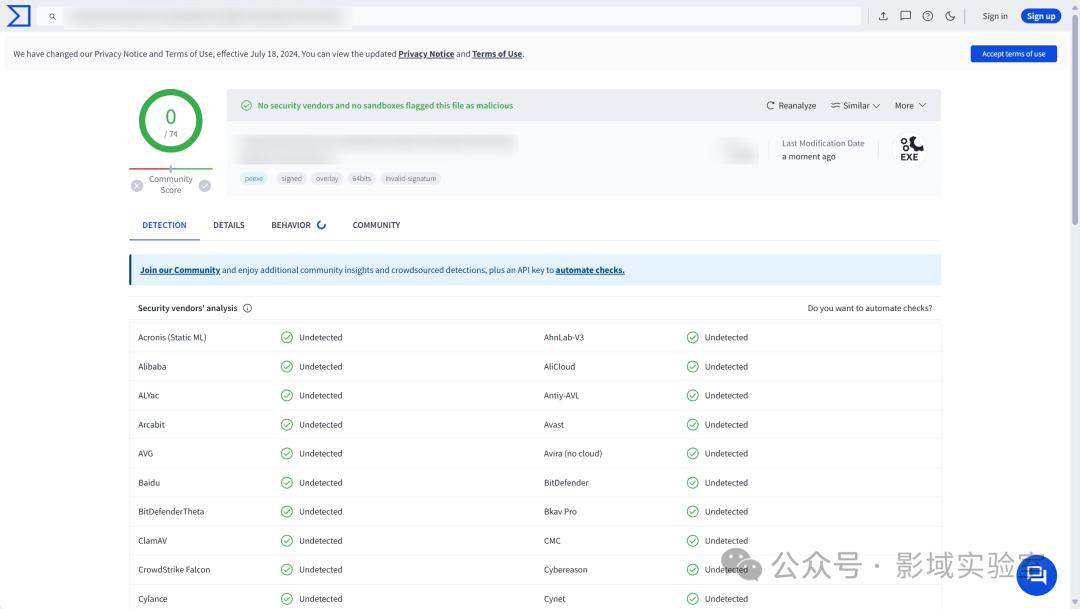 Sign in
Sign up
We have changed our Privacy Notice and Terms of Use, effective July 18, 2024. You can view the updated Privacy Notice and Terms of Use.
Accept terms of use
0
/ 74
Community
Score
No security vendors and no sandboxes flagged this file as malicious
Reanalyze
Similar
More
Last Modification Date
a moment ago
EXE
peexe
signed
overlay
64bits
invalid-signature
DETECTION
DETAILS
BEHAVIOR
COMMUNITY
Join our Community and enjoy additional community insights and crowdsourced detections, plus an API key to automate checks.
Security vendors' analysis
Do you want to automate checks?
Acronis (Static ML) Undetected AhnLab-V3 Undetected
Alibaba Undetected AliCloud Undetected
ALYac Undetected Antiy-AVL Undetected
Arcabit Undetected Avast Undetected
AVG Undetected Avira (no cloud) Undetected
Baidu Undetected BitDefender Undetected
BitDefenderTheta Undetected Bkav Pro Undetected
ClamAV Undetected CMC Undetected
CrowdStrike Falcon Undetected Cybereason Undetected
Cylance Undetected Cynet Undetected
公众号 · 影域实验室